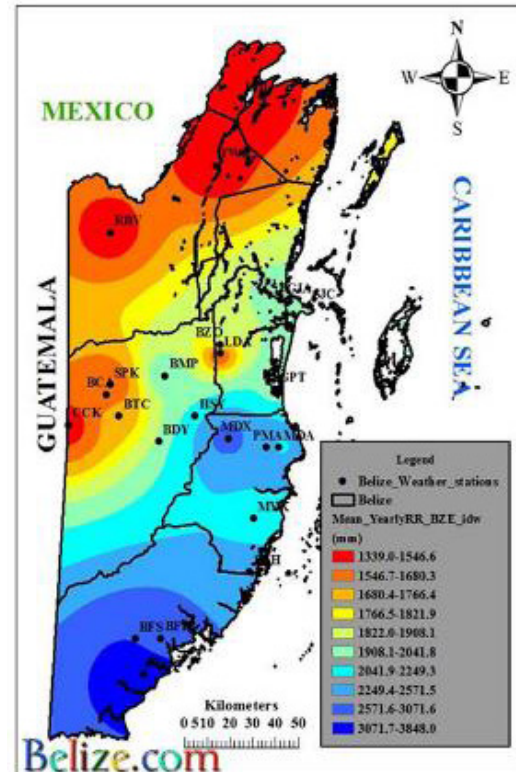 N
W E
S
MEXICO
CARIBBEAN SEA
GUATEMALA
RBV
SJC
BZD
LDA
BMP
SPK
GPT
BTC
HSY
BDY
MDX
PMA MDA
BFS
Legend
Belize_Weather_stations
Belize
Mean_YearlyRR_BZE_idw
(mm)
1339.0-1546.6
1546.7-1680.3
1680.4-1766.4
1766.5-1821.9
1822.0-1908.1
1908.1-2041.8
2041.9-2249.3
2249.4-2571.5
2571.6-3071.6
3071.7-3848.0
Kilometers
0 5 10 20 30 40 50
Belize.com